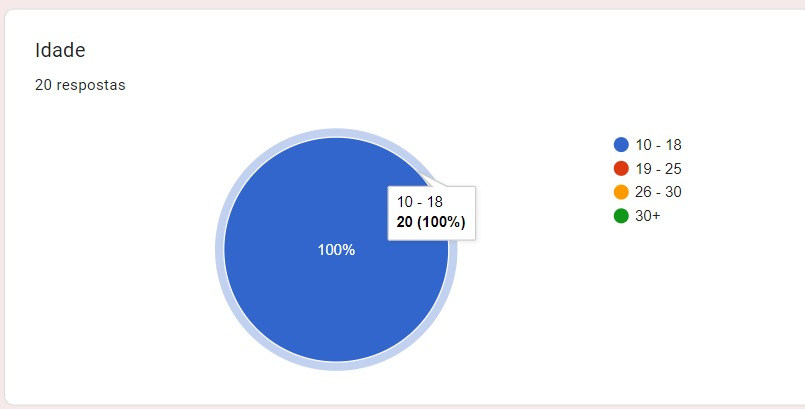 Idade
20 respostas
100%
10 - 18
20 (100%)
10 - 18
19 - 25
26 - 30
30+